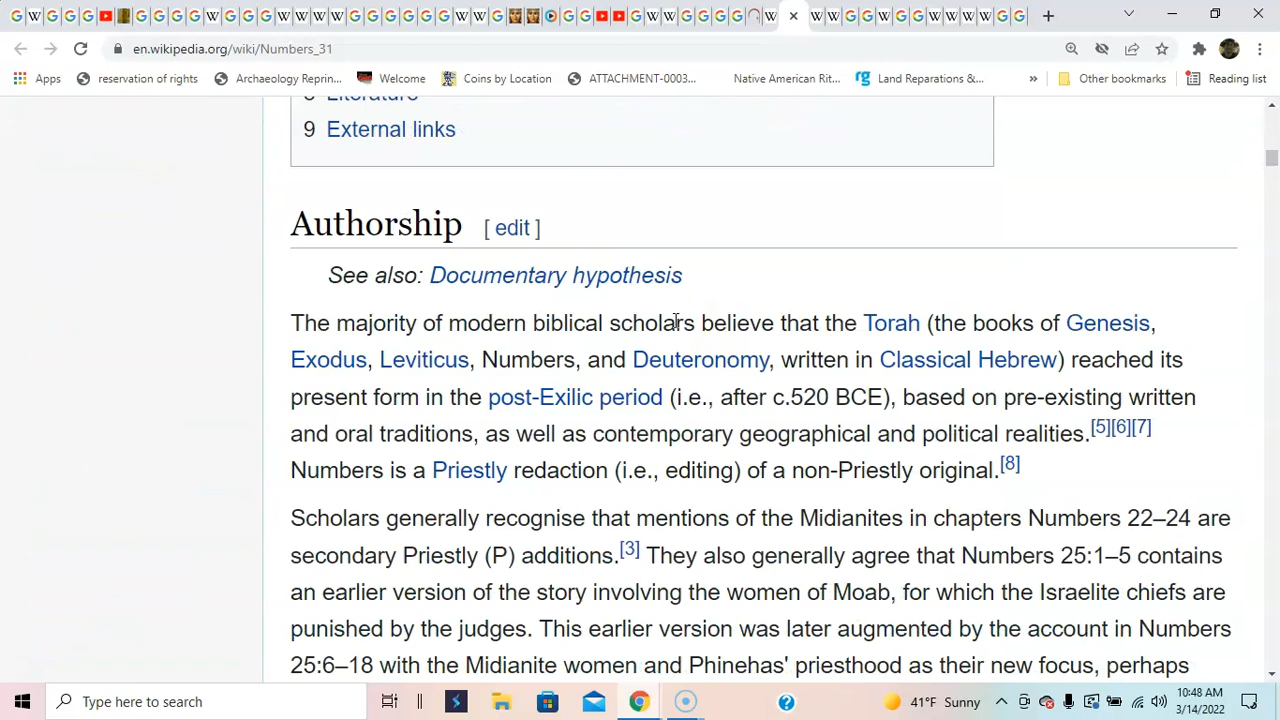 en.wikipedia.org/wiki/Numbers_31
Apps reservation of rights Archaeology Reprin... Welcome Coins by Location ATTACHMENT-0003... Native American Rit... Land Reparations &... » Other bookmarks Reading list
9 External links
Authorship [ edit ]
See also: Documentary hypothesis
The majority of modern biblical scholars believe that the Torah (the books of Genesis,
Exodus, Leviticus, Numbers, and Deuteronomy, written in Classical Hebrew) reached its
present form in the post-Exilic period (i.e., after c.520 BCE), based on pre-existing written
and oral traditions, as well as contemporary geographical and political realities.[5][6][7]
Numbers is a Priestly redaction (i.e., editing) of a non-Priestly original.[8]
Scholars generally recognise that mentions of the Midianites in chapters Numbers 22–24 are
secondary Priestly (P) additions.[3] They also generally agree that Numbers 25:1–5 contains
an earlier version of the story involving the women of Moab, for which the Israelite chiefs are
punished by the judges. This earlier version was later augmented by the account in Numbers
25:6–18 with the Midianite women and Phinehas' priesthood as their new focus, perhaps
Type here to search 41°F Sunny 10:48 AM
3/14/2022